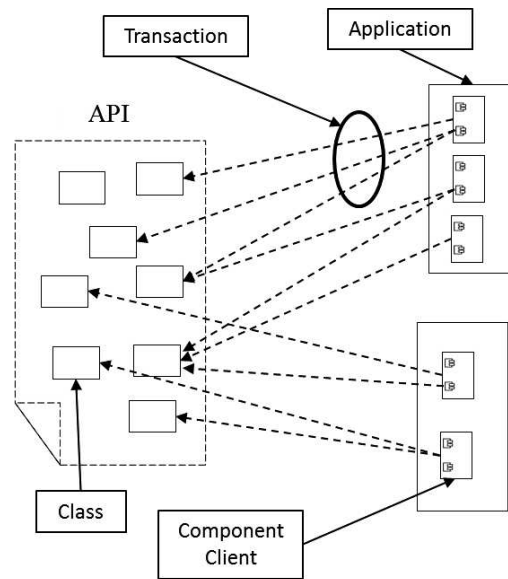 Transaction
Application
API
Class
Component
Client